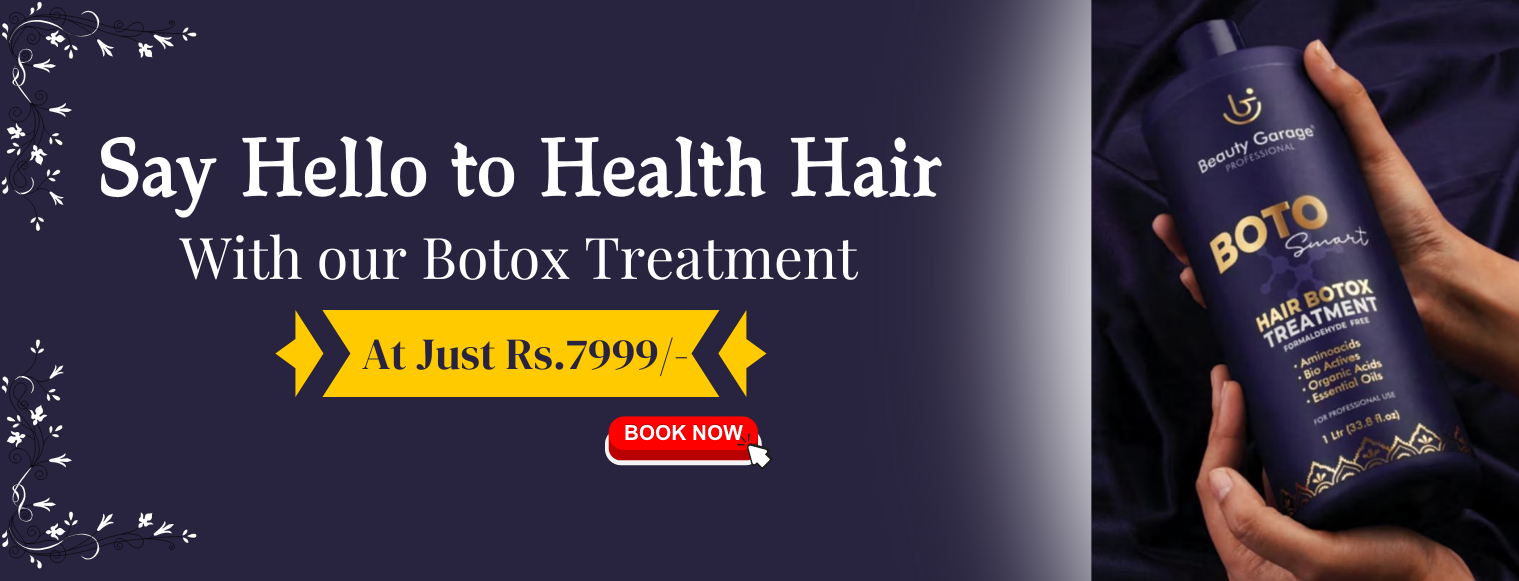 Say Hello to Health Hair
With our Botox Treatment
At Just Rs.7999/-
BOOK NOW
Beauty Garage®
PROFESSIONAL
BOTO
Smart
HAIR BOTOX
TREATMENT
FORMALDEHYDE FREE
• Aminoacids
• Bio Actives
• Organic Acids
• Essential Oils
FOR PROFESSIONAL USE
1 Ltr (33.8 fl.oz)